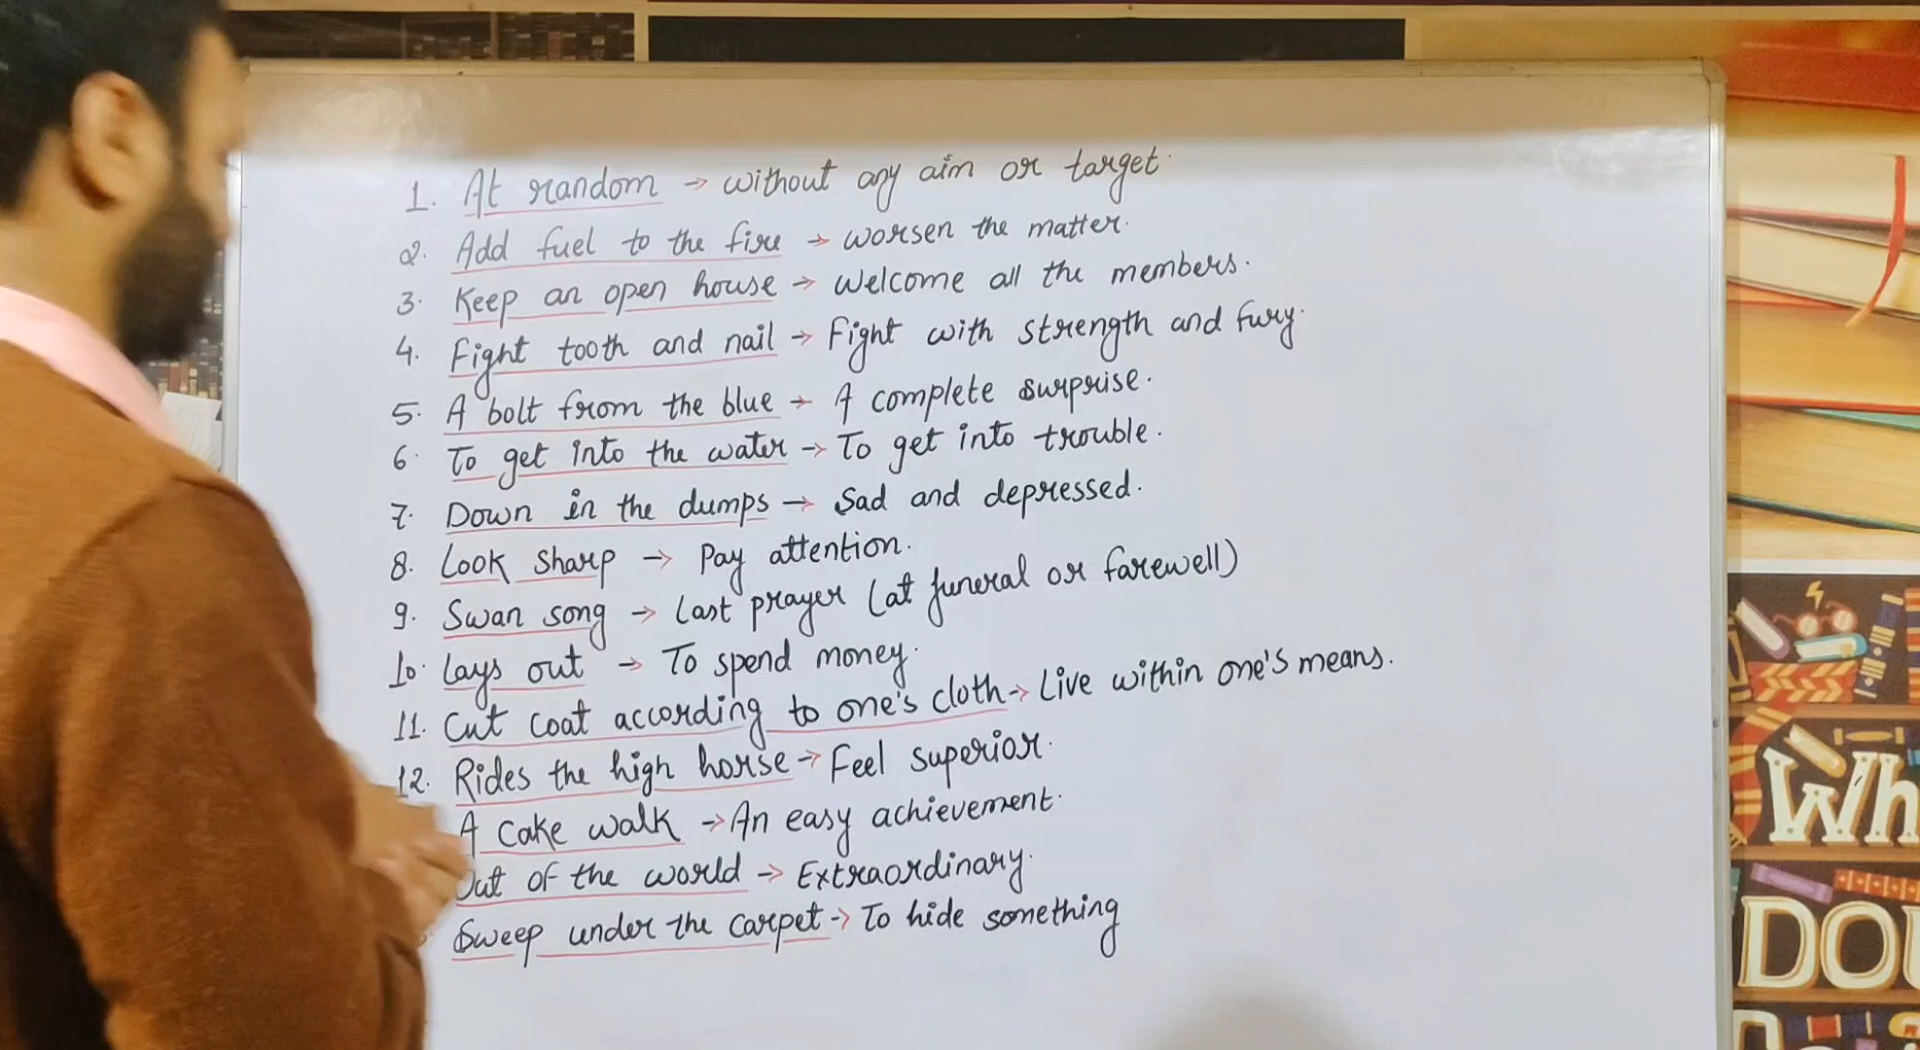 1. At random → without any aim or target.
2. Add fuel to the fire → worsen the matter.
3. Keep an open house → Welcome all the members.
4. Fight tooth and nail → Fight with strength and fury.
5. A bolt from the blue → A complete surprise.
6. To get into the water → To get into trouble.
7. Down in the dumps → Sad and depressed.
8. Look sharp → Pay attention.
9. Swan song → Last prayer (at funeral or farewell)
10. Lays out → To spend money.
11. Cut coat according to one's cloth → Live within one's means.
12. Rides the high horse → Feel superior.
A cake walk → An easy achievement.
Out of the world → Extraordinary.
Sweep under the carpet → To hide something
Wh
DO